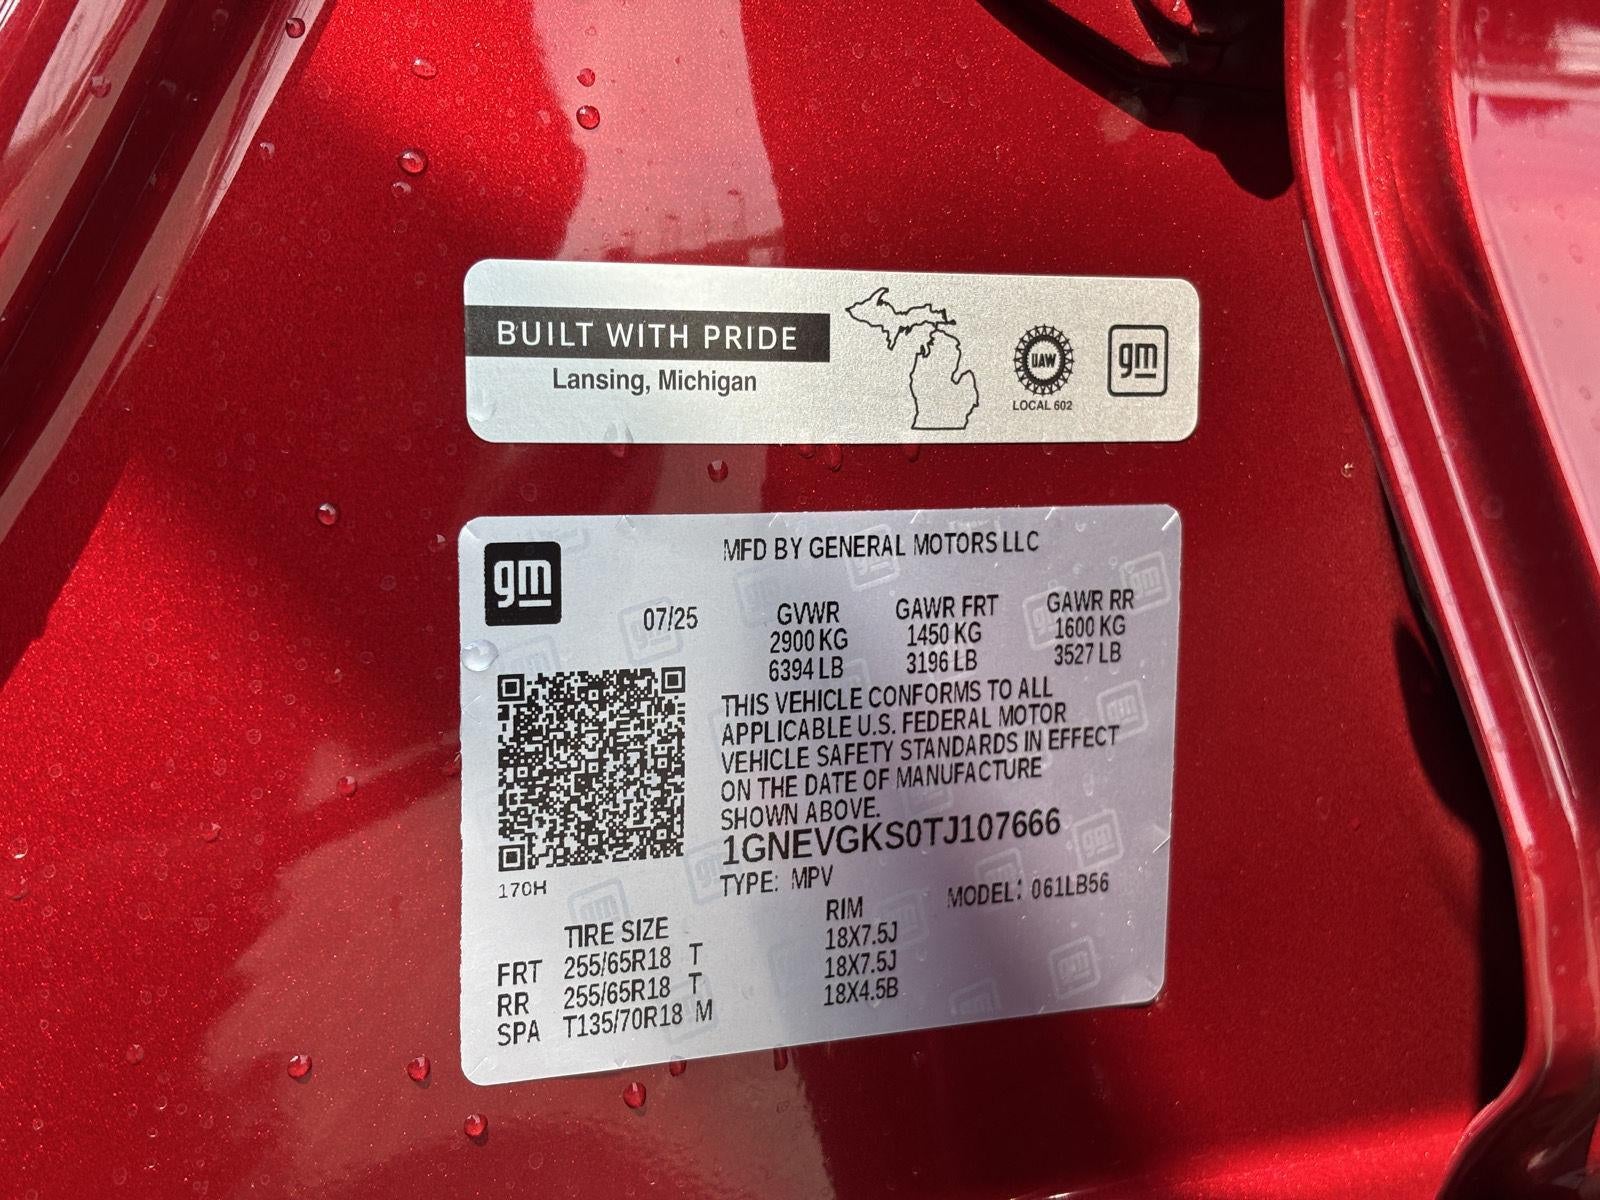 BUILT WITH PRIDE
Lansing, Michigan
UAW
LOCAL 602
gm
gm
MFD BY GENERAL MOTORS LLC
07/25
GVWR GAWR FRT GAWR RR
2900 KG 1450 KG 1600 KG
6394 LB 3196 LB 3527 LB
THIS VEHICLE CONFORMS TO ALL
APPLICABLE U.S. FEDERAL MOTOR
VEHICLE SAFETY STANDARDS IN EFFECT
ON THE DATE OF MANUFACTURE
SHOWN ABOVE.
1GNEVGKS0TJ107666
170H
TYPE: MPV MODEL: 061LB56
TIRE SIZE RIM
FRT 255/65R18 T 18X7.5J
RR 255/65R18 T 18X7.5J
SPA T135/70R18 M 18X4.5B